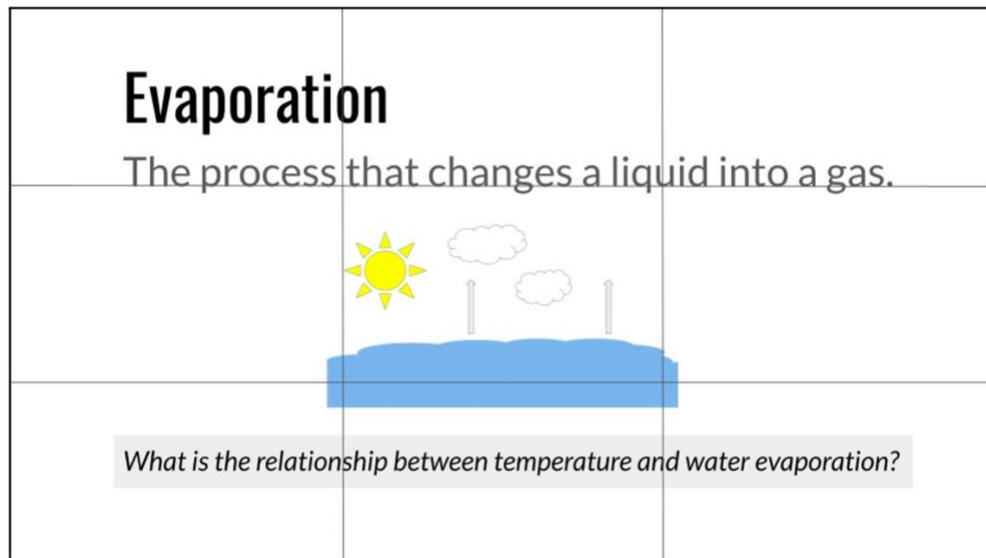 Evaporation
The process that changes a liquid into a gas.
What is the relationship between temperature and water evaporation?